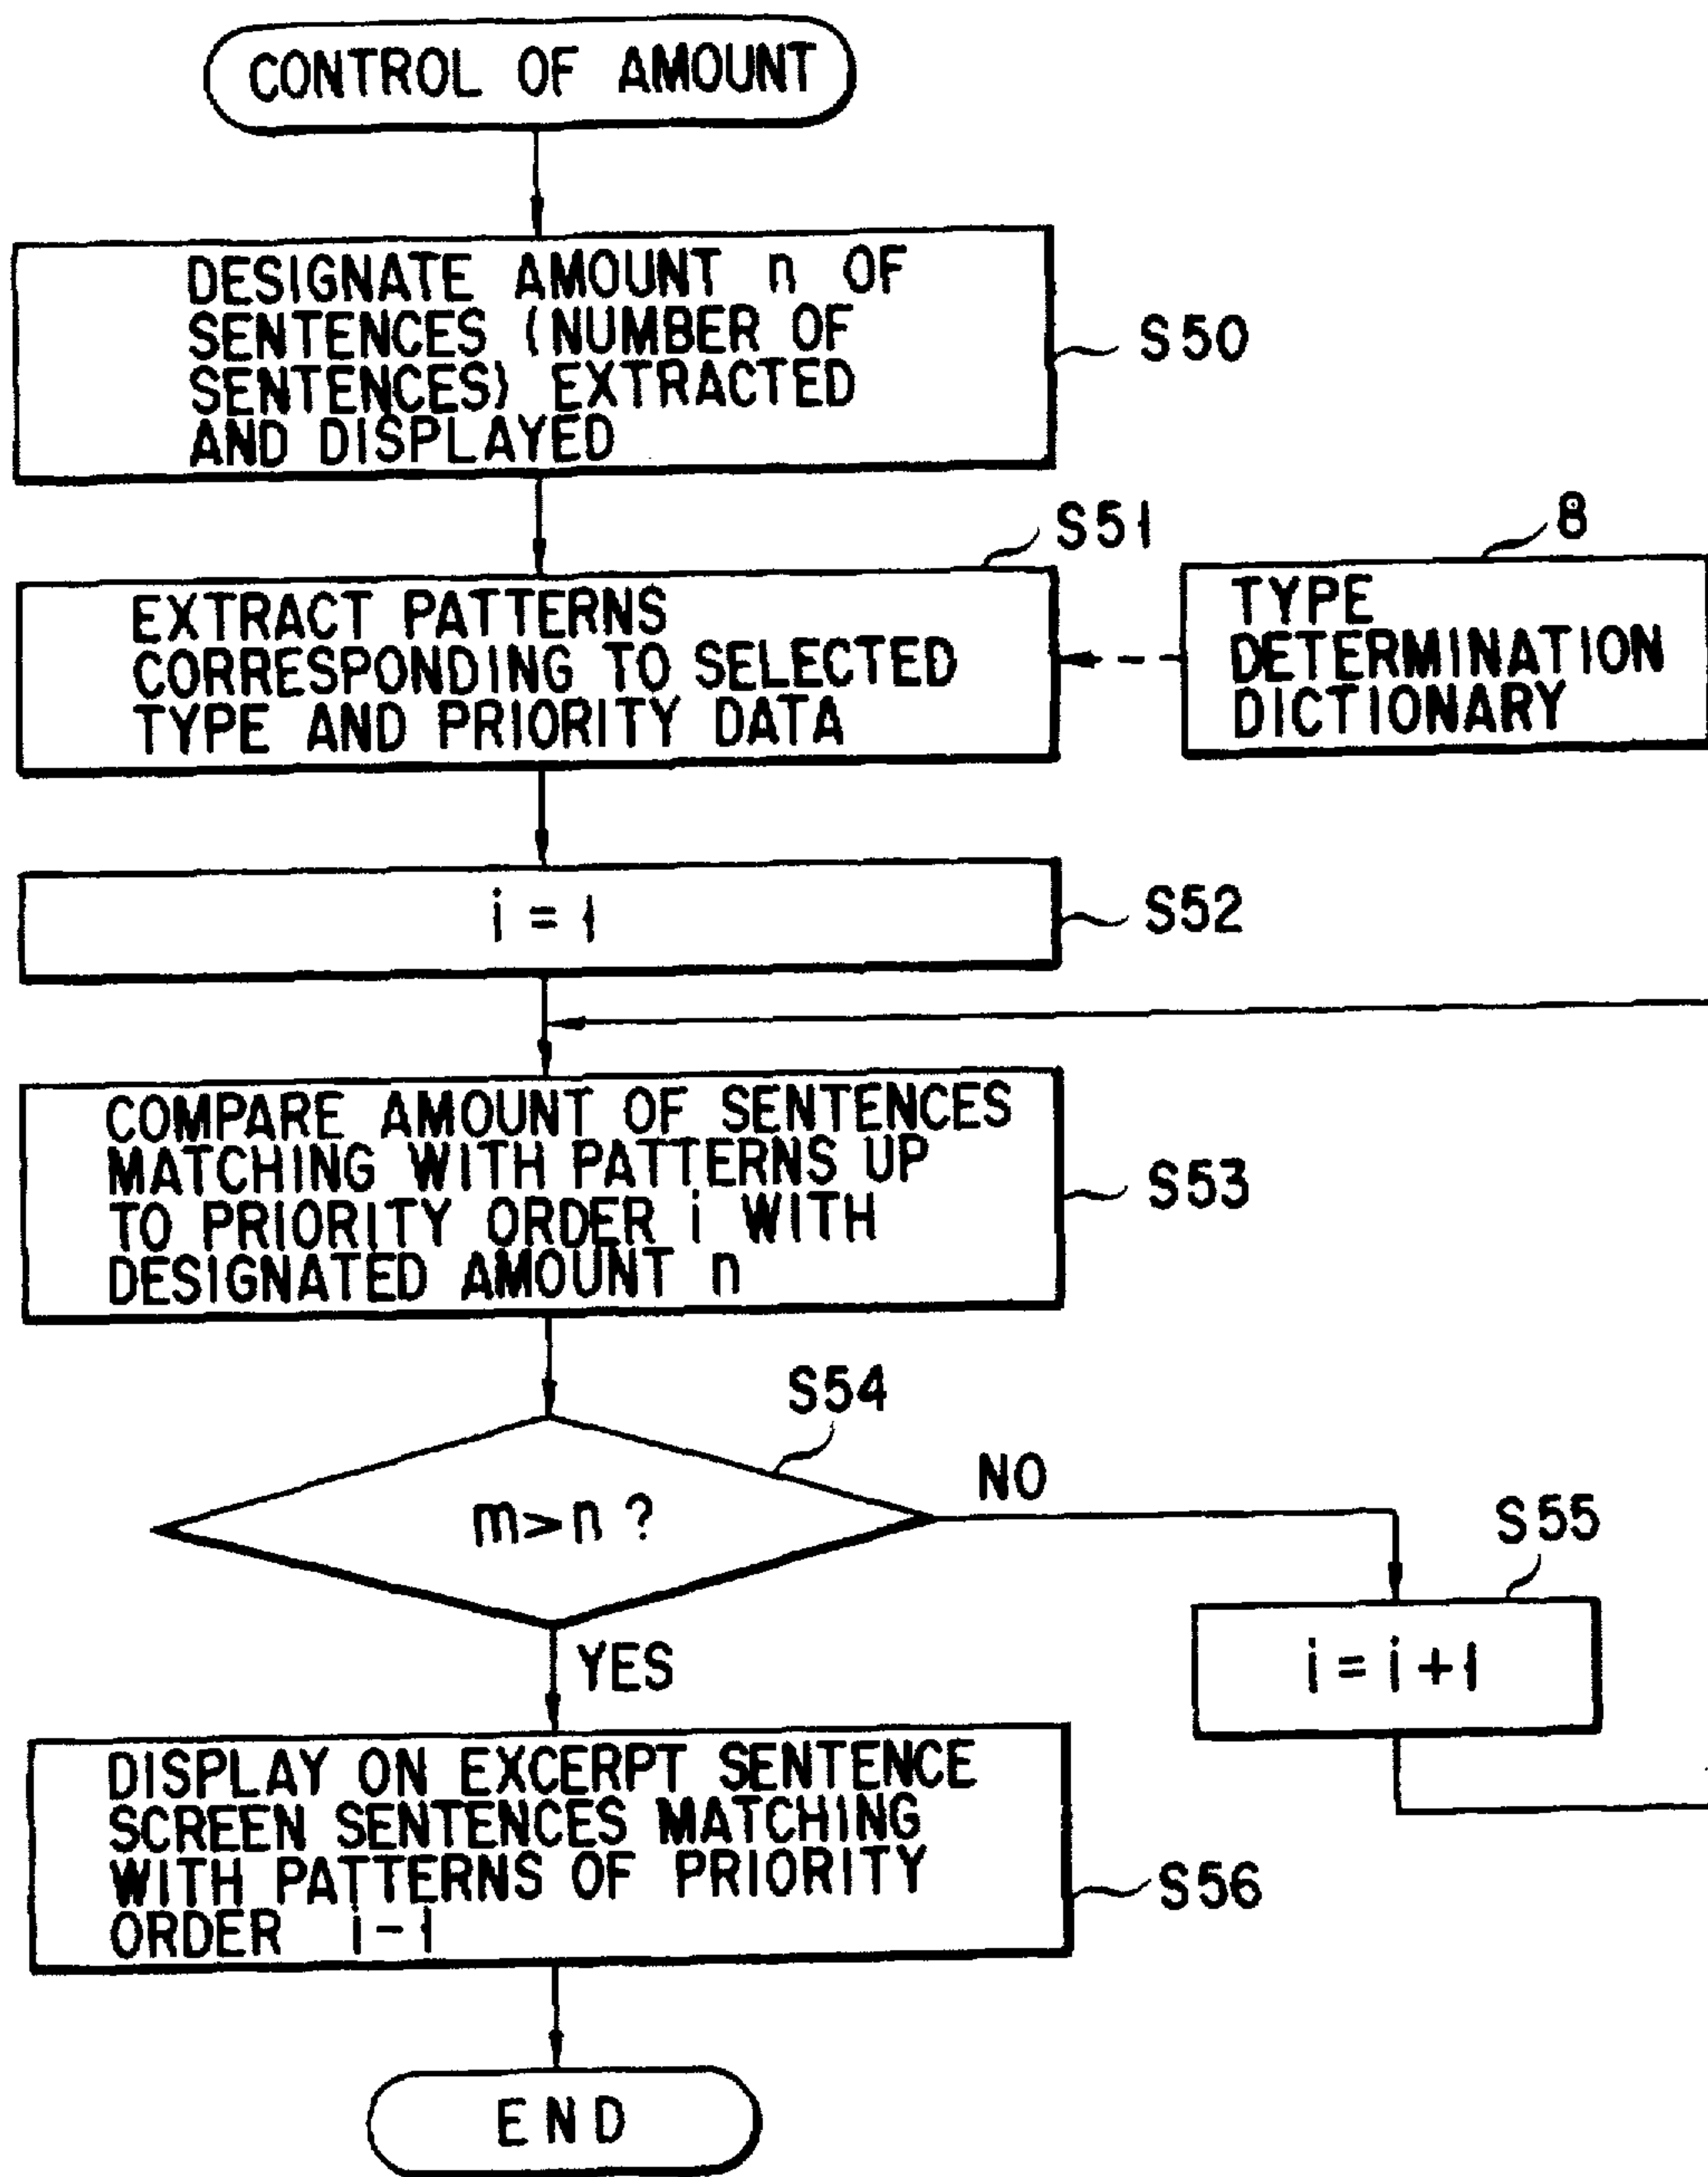 CONTROL OF AMOUNT
DESIGNATE AMOUNT n OF
SENTENCES (NUMBER OF
SENTENCES) EXTRACTED
AND DISPLAYED
S50
S51
EXTRACT PATTERNS
CORRESPONDING TO SELECTED
TYPE AND PRIORITY DATA
8
TYPE
DETERMINATION
DICTIONARY
i = 1
S52
COMPARE AMOUNT OF SENTENCES
MATCHING WITH PATTERNS UP
TO PRIORITY ORDER i WITH
DESIGNATED AMOUNT n
S53
S54
m>n ?
NO
S55
i = i + 1
YES
DISPLAY ON EXCERPT SENTENCE
SCREEN SENTENCES MATCHING
WITH PATTERNS OF PRIORITY
ORDER i-1
S56
END